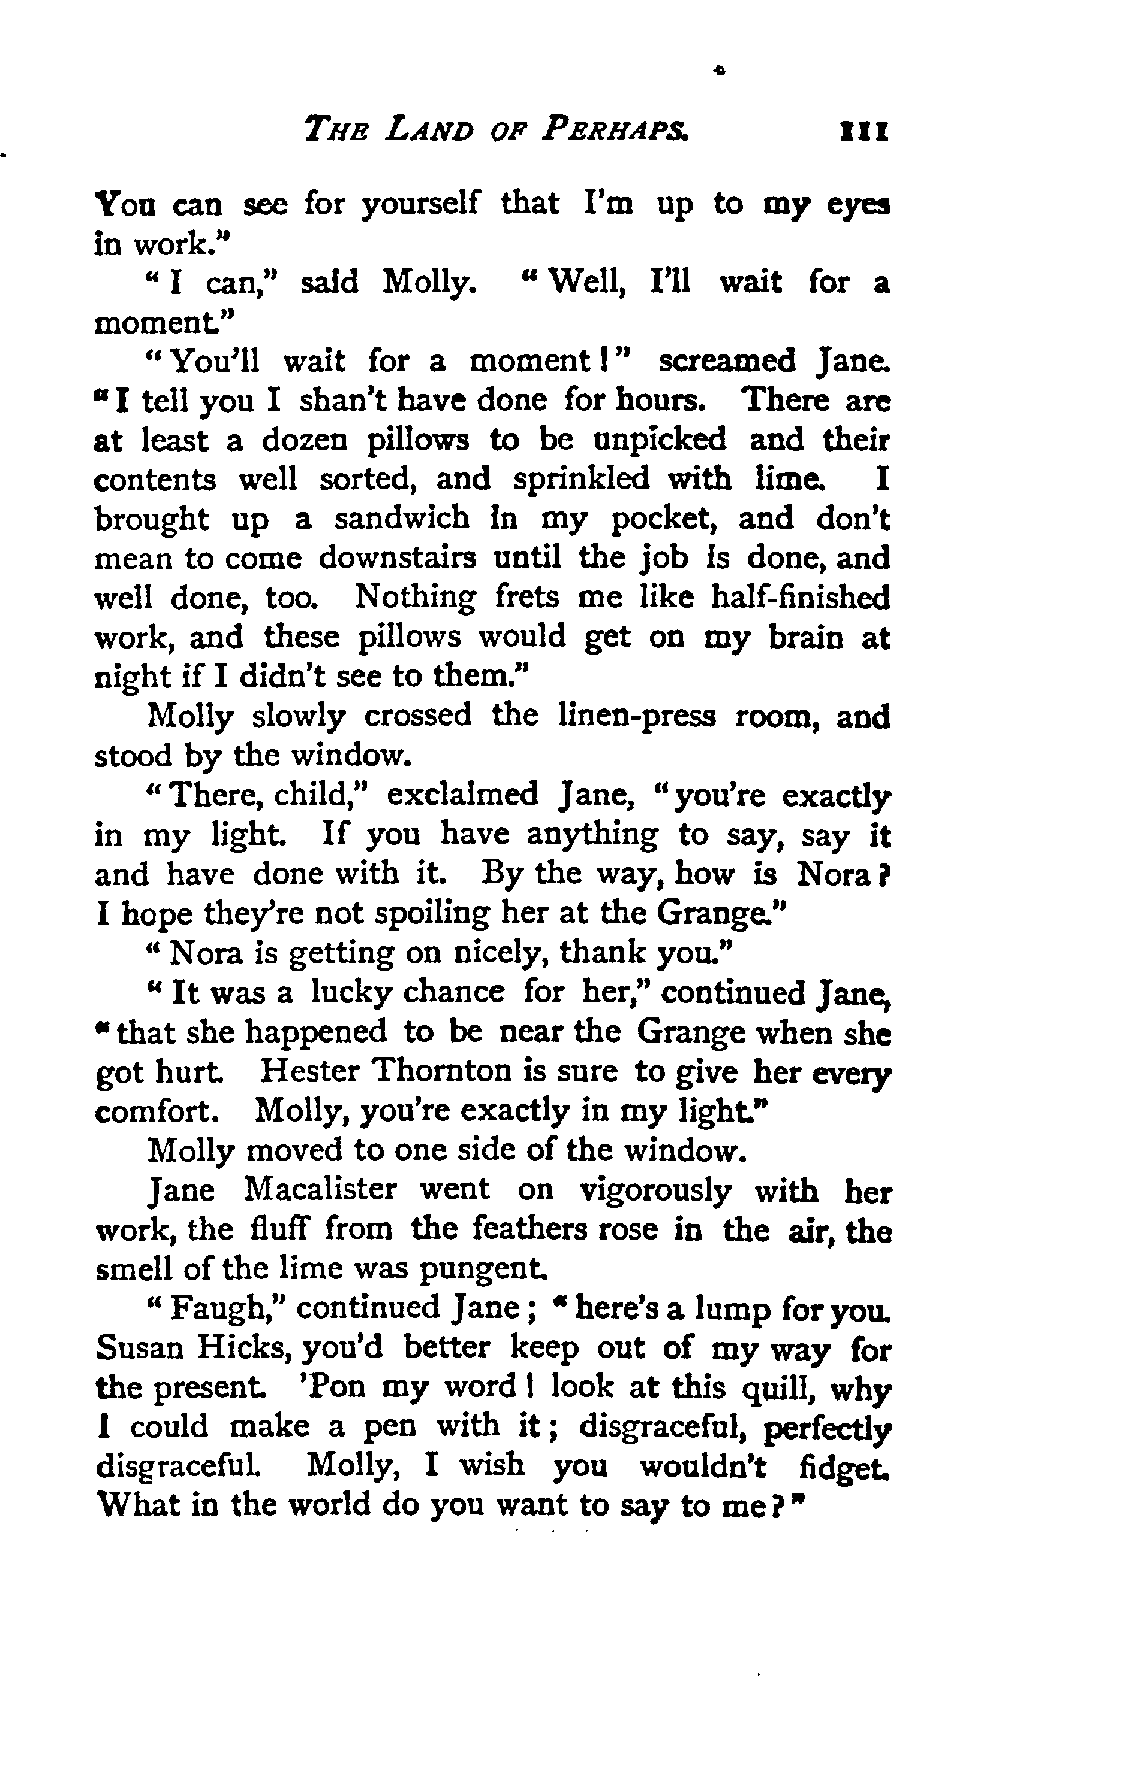 THE LAND OF PERHAPS. 111
You can see for yourself that I'm up to my eyes
in work."
"I can," said Molly. "Well, I'll wait for a
moment."
"You'll wait for a moment!" screamed Jane.
"I tell you I shan't have done for hours. There are
at least a dozen pillows to be unpicked and their
contents well sorted, and sprinkled with lime. I
brought up a sandwich in my pocket, and don't
mean to come downstairs until the job is done, and
well done, too. Nothing frets me like half-finished
work, and these pillows would get on my brain at
night if I didn't see to them."
Molly slowly crossed the linen-press room, and
stood by the window.
"There, child," exclaimed Jane, "you're exactly
in my light. If you have anything to say, say it
and have done with it. By the way, how is Nora?
I hope they're not spoiling her at the Grange."
"Nora is getting on nicely, thank you."
"It was a lucky chance for her," continued Jane,
"that she happened to be near the Grange when she
got hurt. Hester Thornton is sure to give her every
comfort. Molly, you're exactly in my light."
Molly moved to one side of the window.
Jane Macalister went on vigorously with her
work, the fluff from the feathers rose in the air, the
smell of the lime was pungent.
"Faugh," continued Jane; "here's a lump for you.
Susan Hicks, you'd better keep out of my way for
the present. 'Pon my word! look at this quill, why
I could make a pen with it; disgraceful, perfectly
disgraceful. Molly, I wish you wouldn't fidget.
What in the world do you want to say to me?"